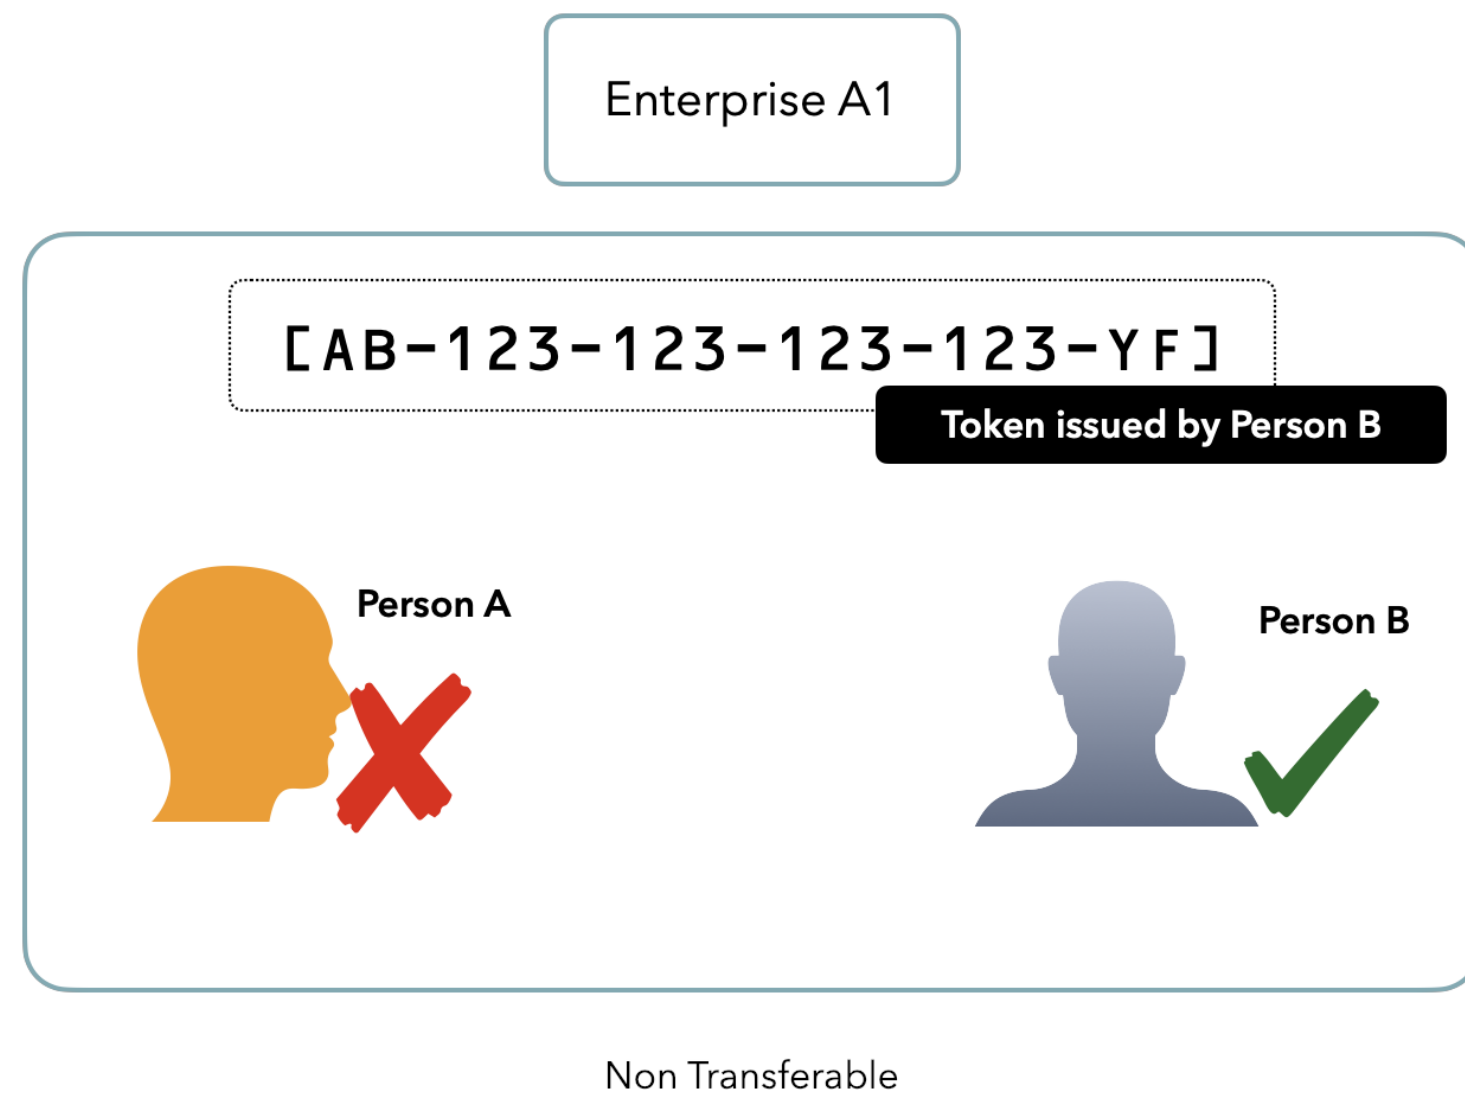 Enterprise A1
[AB-123-123-123-123-YF]
Token issued by Person B
Person A
Person B
Non Transferable